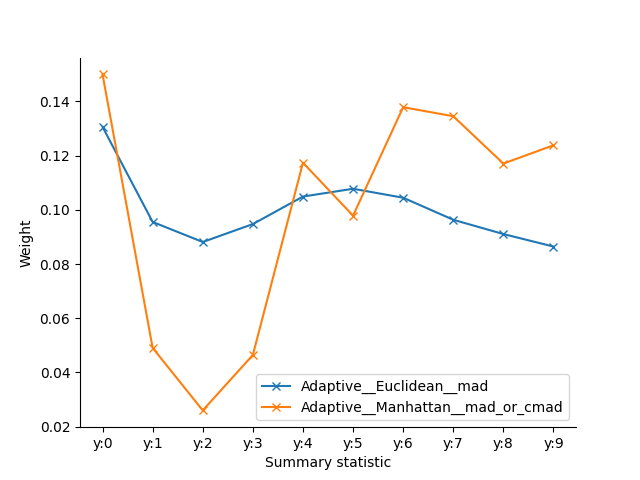 0.14
0.12
0.10
0.08
0.06
0.04
0.02
Weight
Adaptive__Euclidean__mad
Adaptive__Manhattan__mad_or_cmad
y:0 y:1 y:2 y:3 y:4 y:5 y:6 y:7 y:8 y:9
Summary statistic